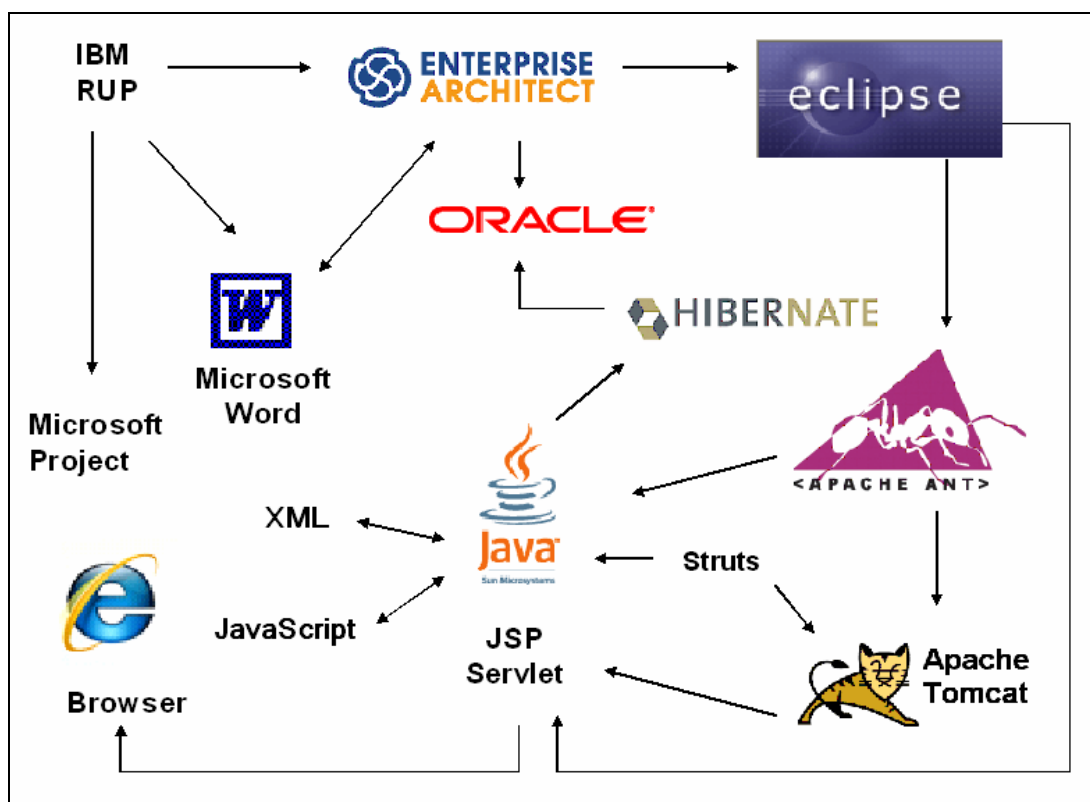 IBM
RUP
ENTERPRISE
ARCHITECT
eclipse
ORACLE
HIBERNATE
W
Microsoft
Word
Microsoft
Project
<APACHE ANT>
XML
Java™
Sun Microsystems
Struts
JavaScript
JSP
Servlet
Apache
Tomcat
Browser